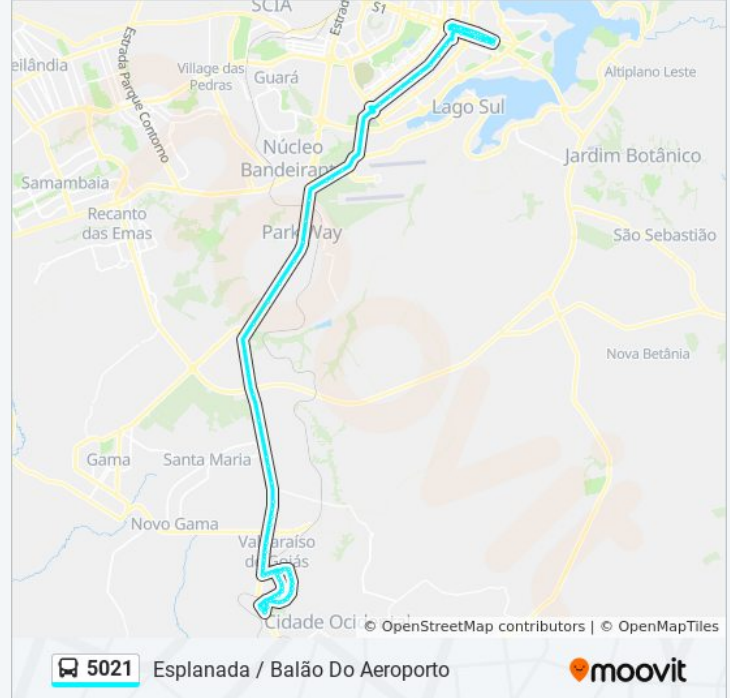 SCIA
S1
Estrad
Estrada Parque Contorno
eilândia
Village das
Pedras
Guará
Altiplano Leste
Lago Sul
Núcleo
Bandeirant
Jardim Botânico
Samambaia
Recanto
das Emas
Park Way
São Sebastião
Nova Betânia
Gama
Santa Maria
Novo Gama
Valparaíso
de Goiás
Cidade Ocidental
© OpenStreetMap contributors | © OpenMapTiles
5021 Esplanada / Balão Do Aeroporto
moovit